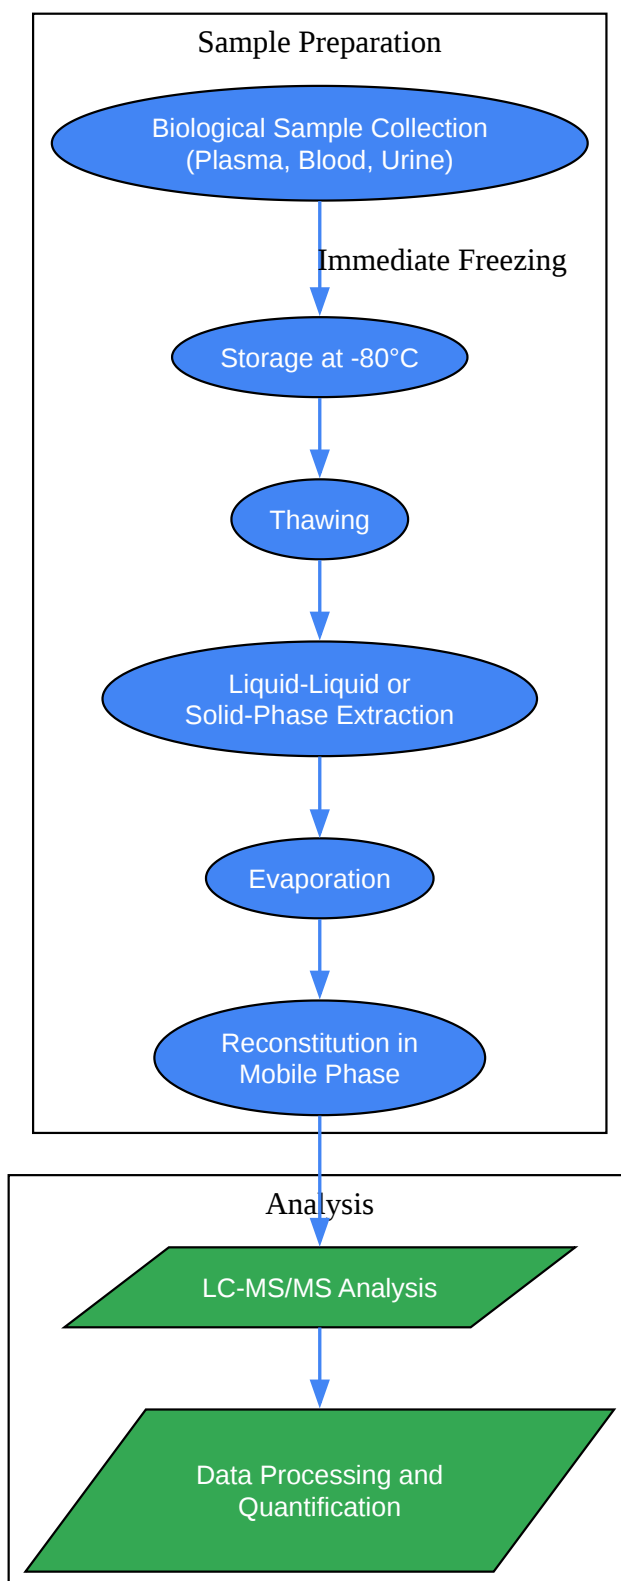 Sample Preparation
Biological Sample Collection
(Plasma, Blood, Urine)
Immediate Freezing
Storage at -80°C
Thawing
Liquid-Liquid or
Solid-Phase Extraction
Evaporation
Reconstitution in
Mobile Phase
Analysis
LC-MS/MS Analysis
Data Processing and
Quantification